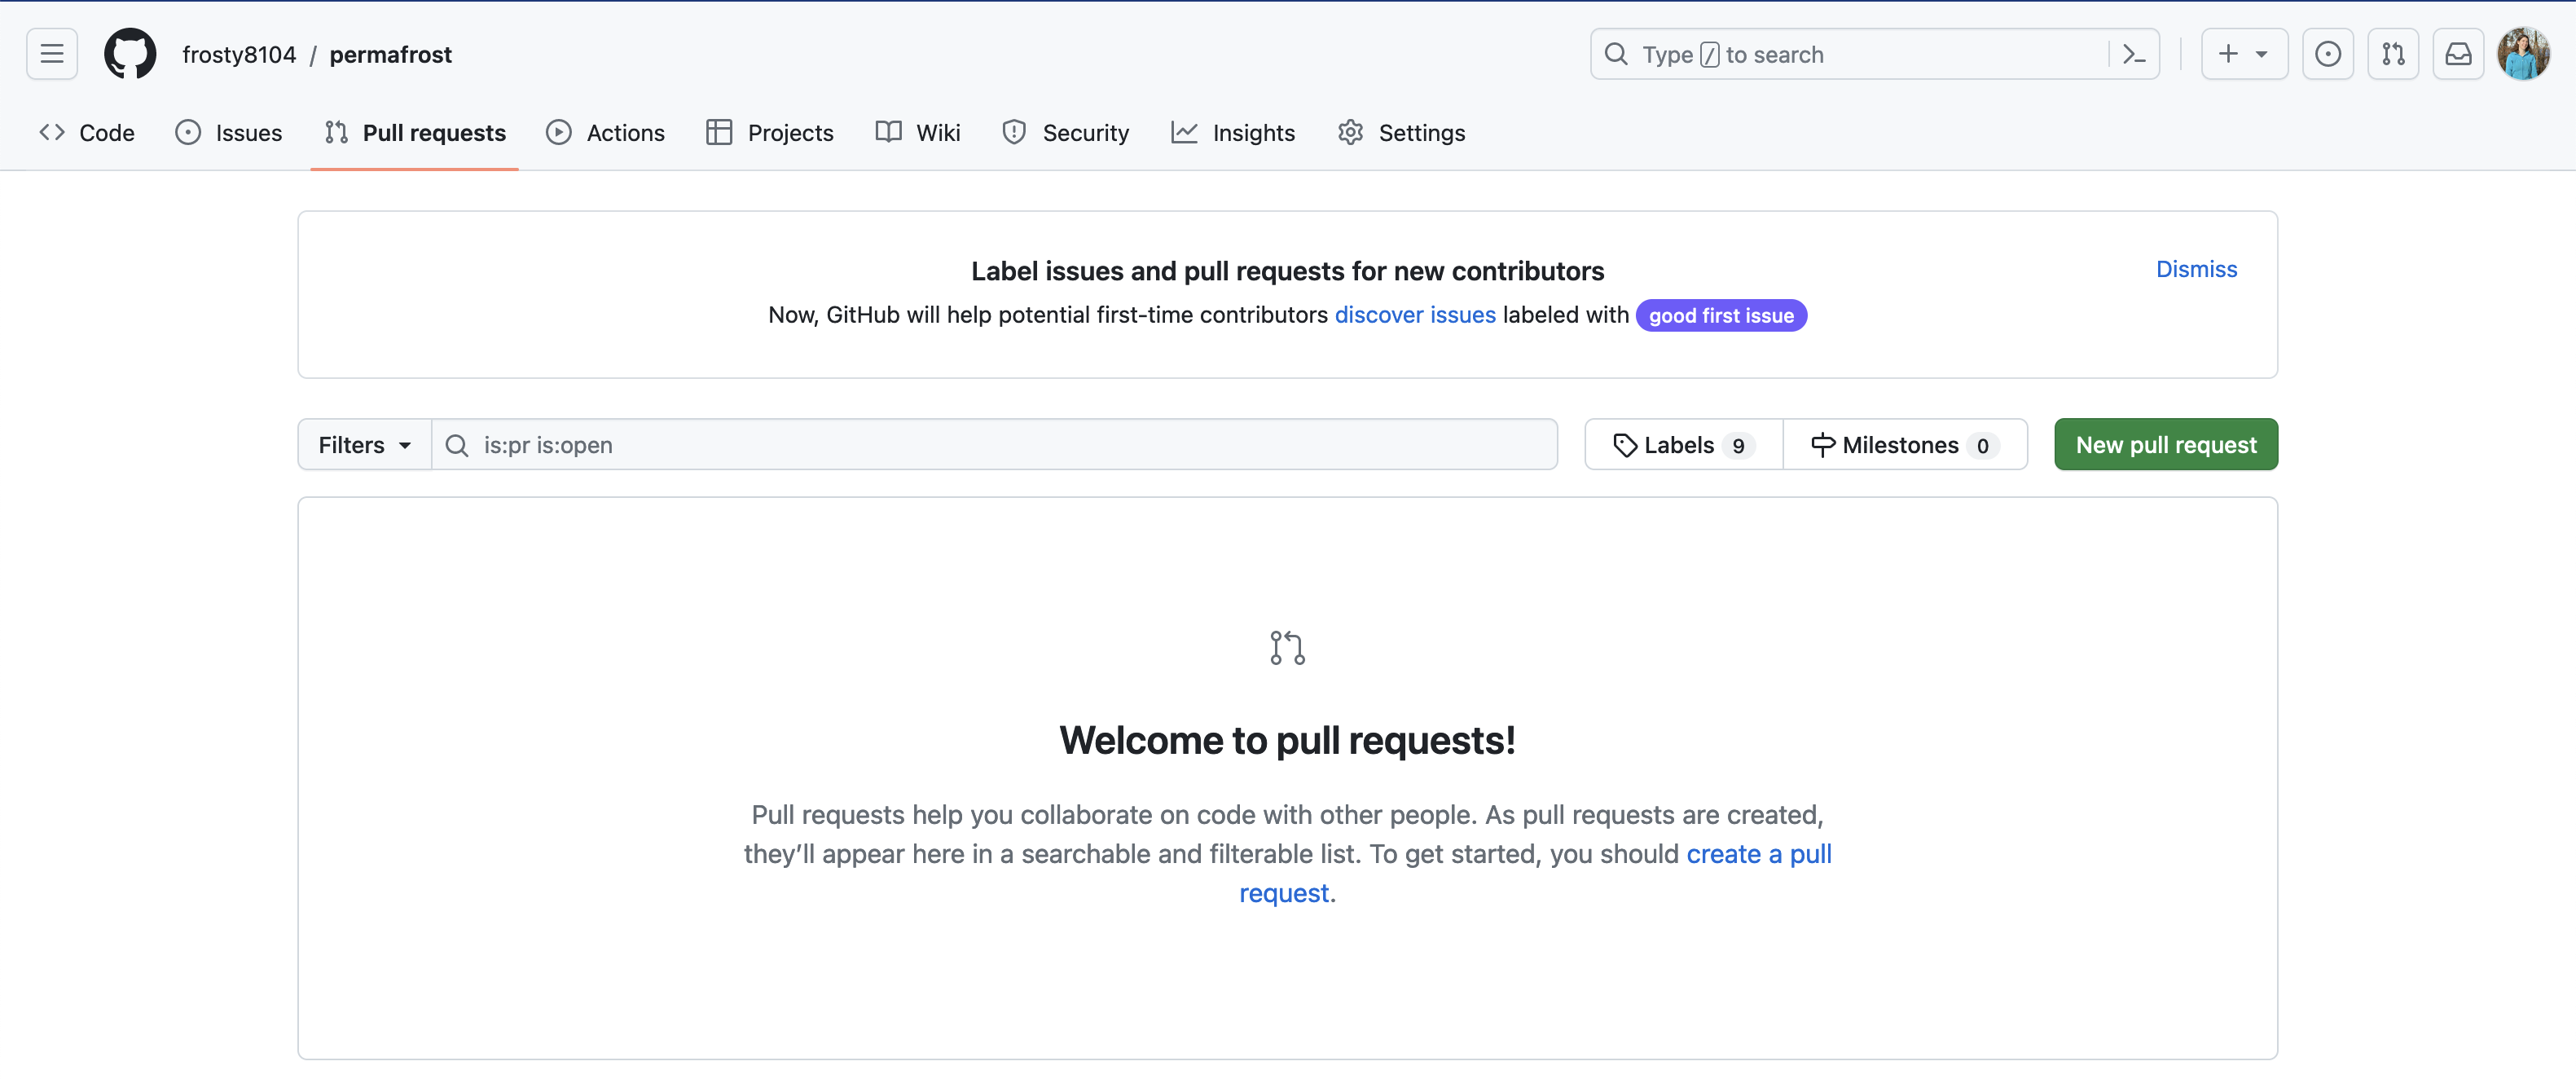 frosty8104 / permafrost
Type / to search
Code Issues Pull requests Actions Projects Wiki Security Insights Settings
Label issues and pull requests for new contributors
Dismiss
Now, GitHub will help potential first-time contributors discover issues labeled with good first issue
Filters is:pr is:open Labels 9 Milestones 0 New pull request
Welcome to pull requests!
Pull requests help you collaborate on code with other people. As pull requests are created,
they’ll appear here in a searchable and filterable list. To get started, you should create a pull
request.